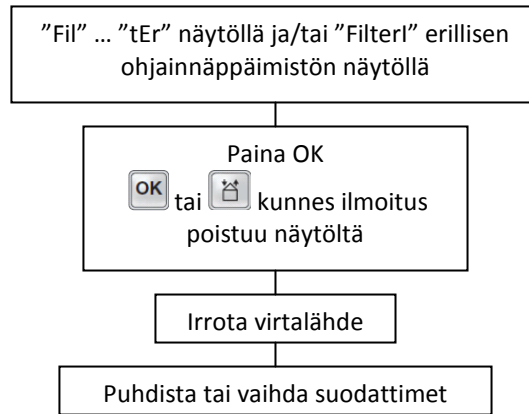 ”Fil” … ”tEr” näytöllä ja/tai ”FilterI” erillisen
ohjainnäppäimistön näytöllä
Paina OK
OK tai kunnes ilmoitus
poistuu näytöltä
Irrota virtalähde
Puhdista tai vaihda suodattimet